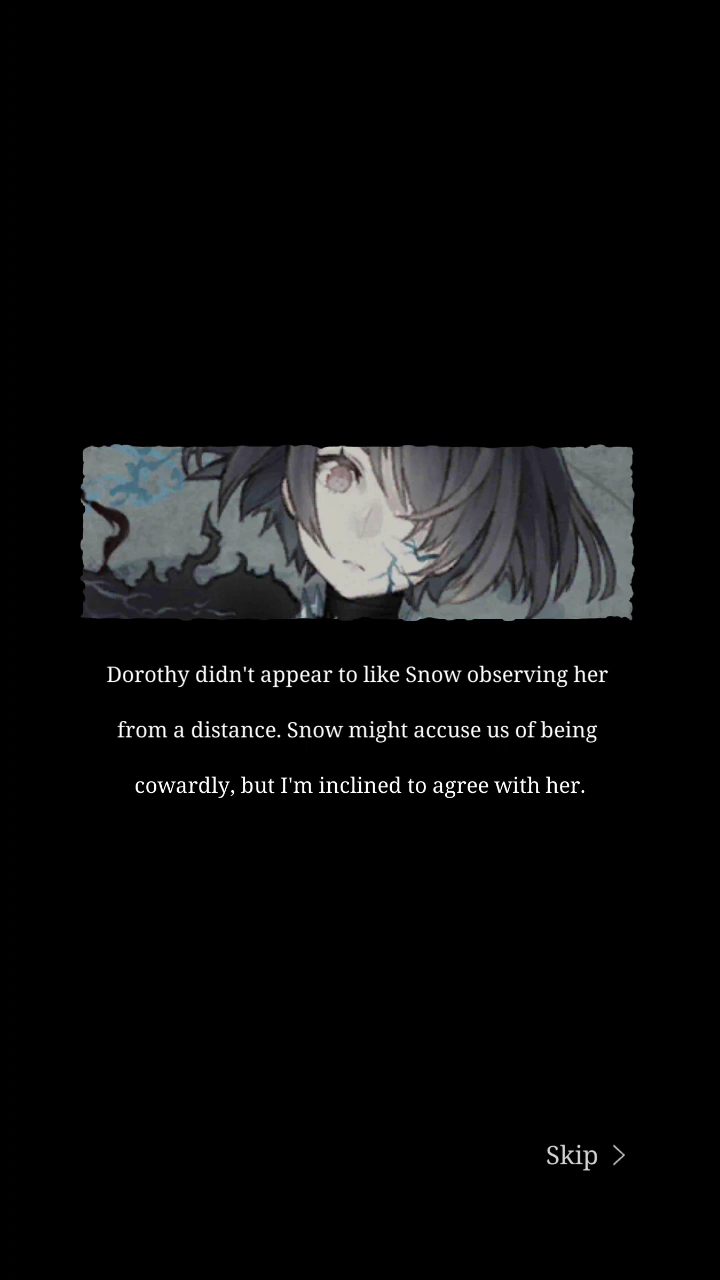 Dorothy didn't appear to like Snow observing her
from a distance. Snow might accuse us of being
cowardly, but I'm inclined to agree with her.
Skip